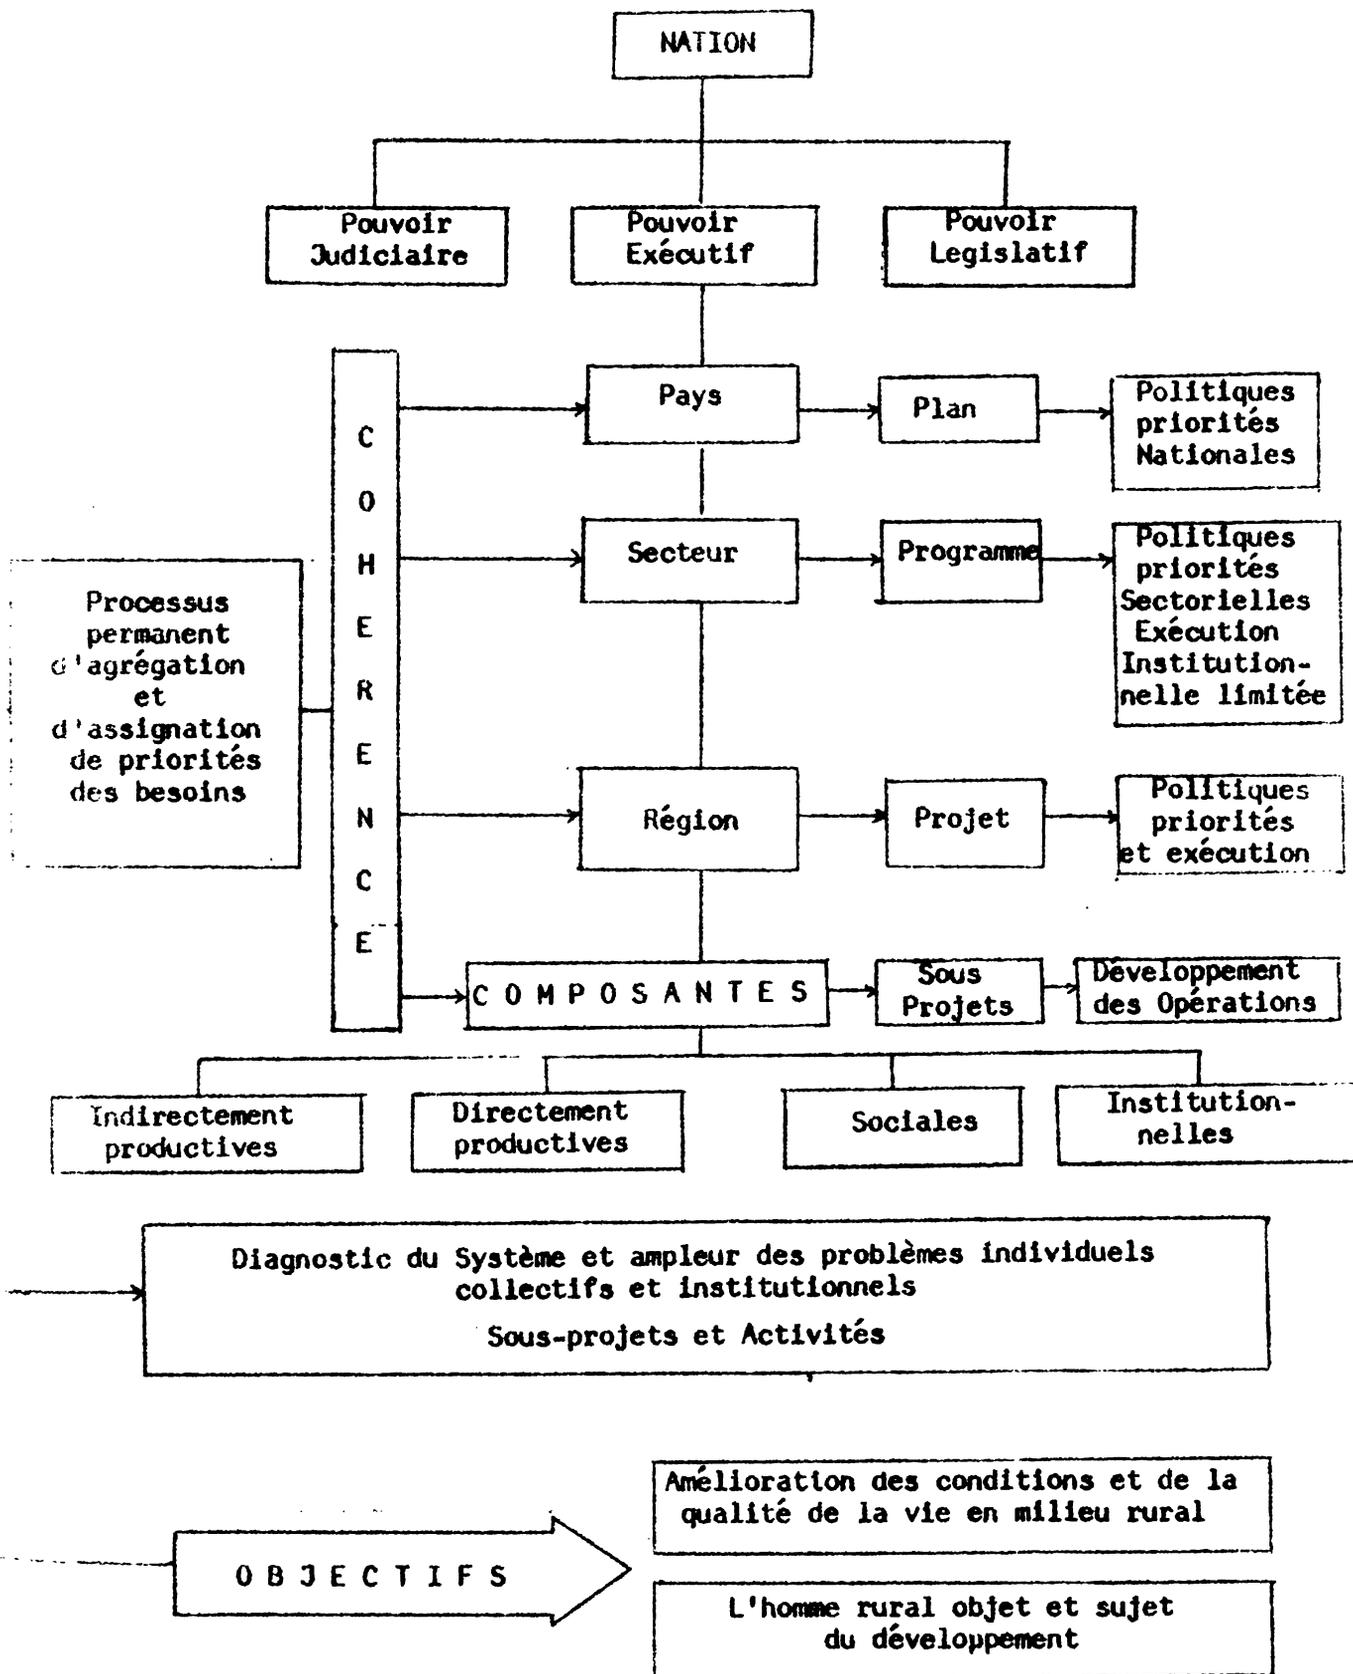 NATION
Pouvoir
Judiciaire
Pouvoir
Exécutif
Pouvoir
Legislatif
C
O
H
E
R
E
N
C
E
Pays
Plan
Politiques
priorités
Nationales
Secteur
Programme
Politiques
priorités
Sectorielles
Exécution
Institution-
nelle limitée
Processus
permanent
d'agrégation
et
d'assignation
de priorités
des besoins
Région
Projet
Politiques
priorités
et exécution
C O M P O S A N T E S
Sous
Projets
Développement
des Opérations
Indirectement
productives
Directement
productives
Sociales
Institution-
nelles
Diagnostic du Système et ampleur des problèmes individuels
collectifs et institutionnels
Sous-projets et Activités
O B J E C T I F S
Amélioration des conditions et de la
qualité de la vie en milieu rural
L'homme rural objet et sujet
du développement